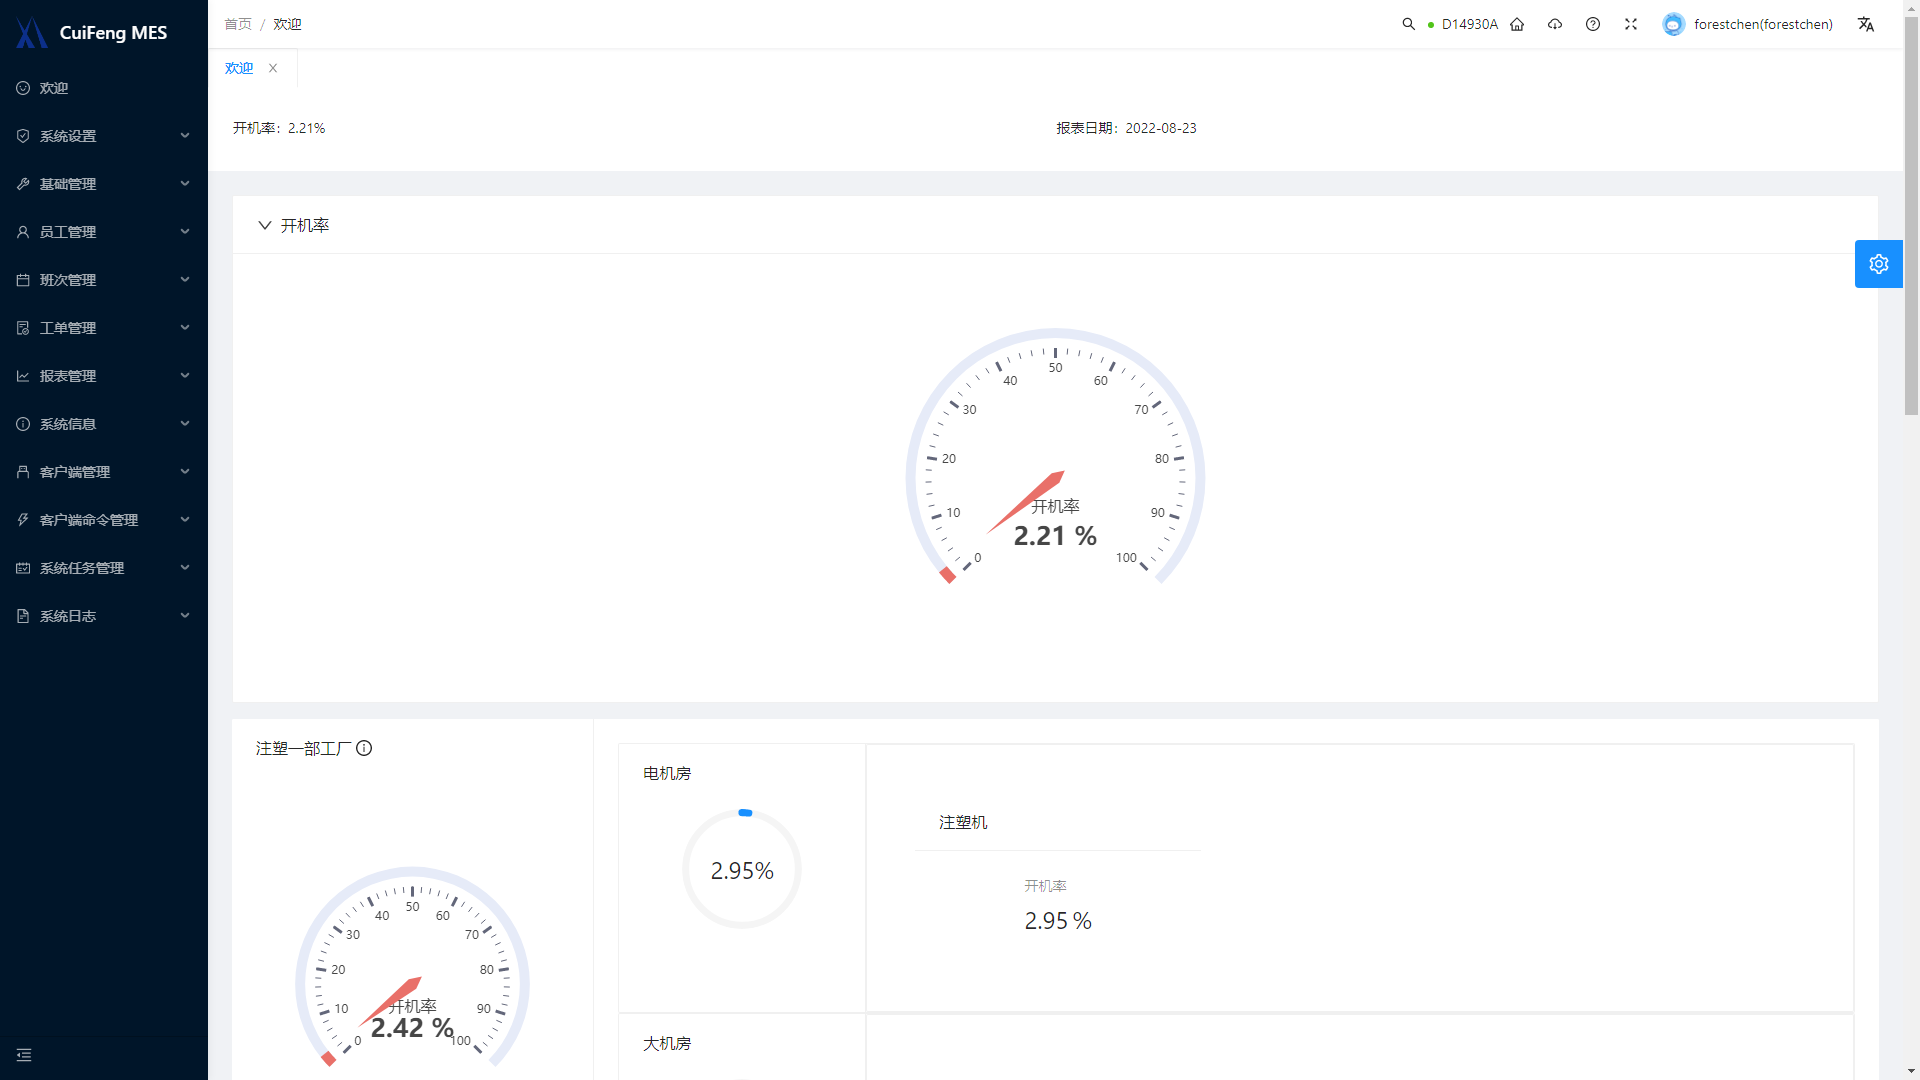 CuiFeng MES
欢迎
系统设置
基础管理
员工管理
班次管理
工单管理
报表管理
系统信息
客户端管理
客户端命令管理
系统任务管理
系统日志
首页 / 欢迎
D14930A
forestchen(forestchen)
欢迎
开机率：2.21%
报表日期：2022-08-23
开机率
0
10
20
30
40
50
60
70
80
90
100
开机率
2.21 %
注塑一部工厂
0
10
20
30
40
50
60
70
80
90
100
开机率
2.42 %
电机房
2.95%
注塑机
开机率
2.95 %
大机房